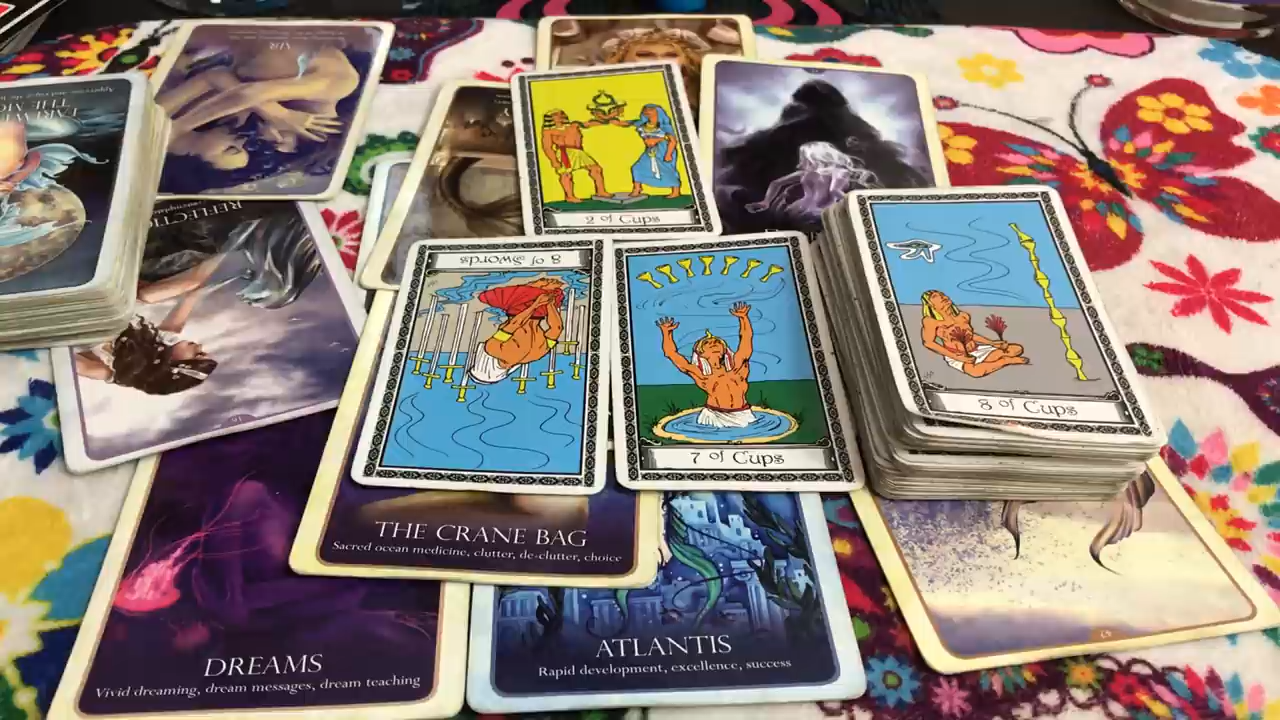 2 of Cups
8 of Swords
7 of Cups
8 of Cups
THE CRANE BAG
Sacred ocean medicine, clutter, de-clutter, choice
ATLANTIS
Rapid development, excellence, success
DREAMS
Vivid dreaming, dream messages, dream teaching